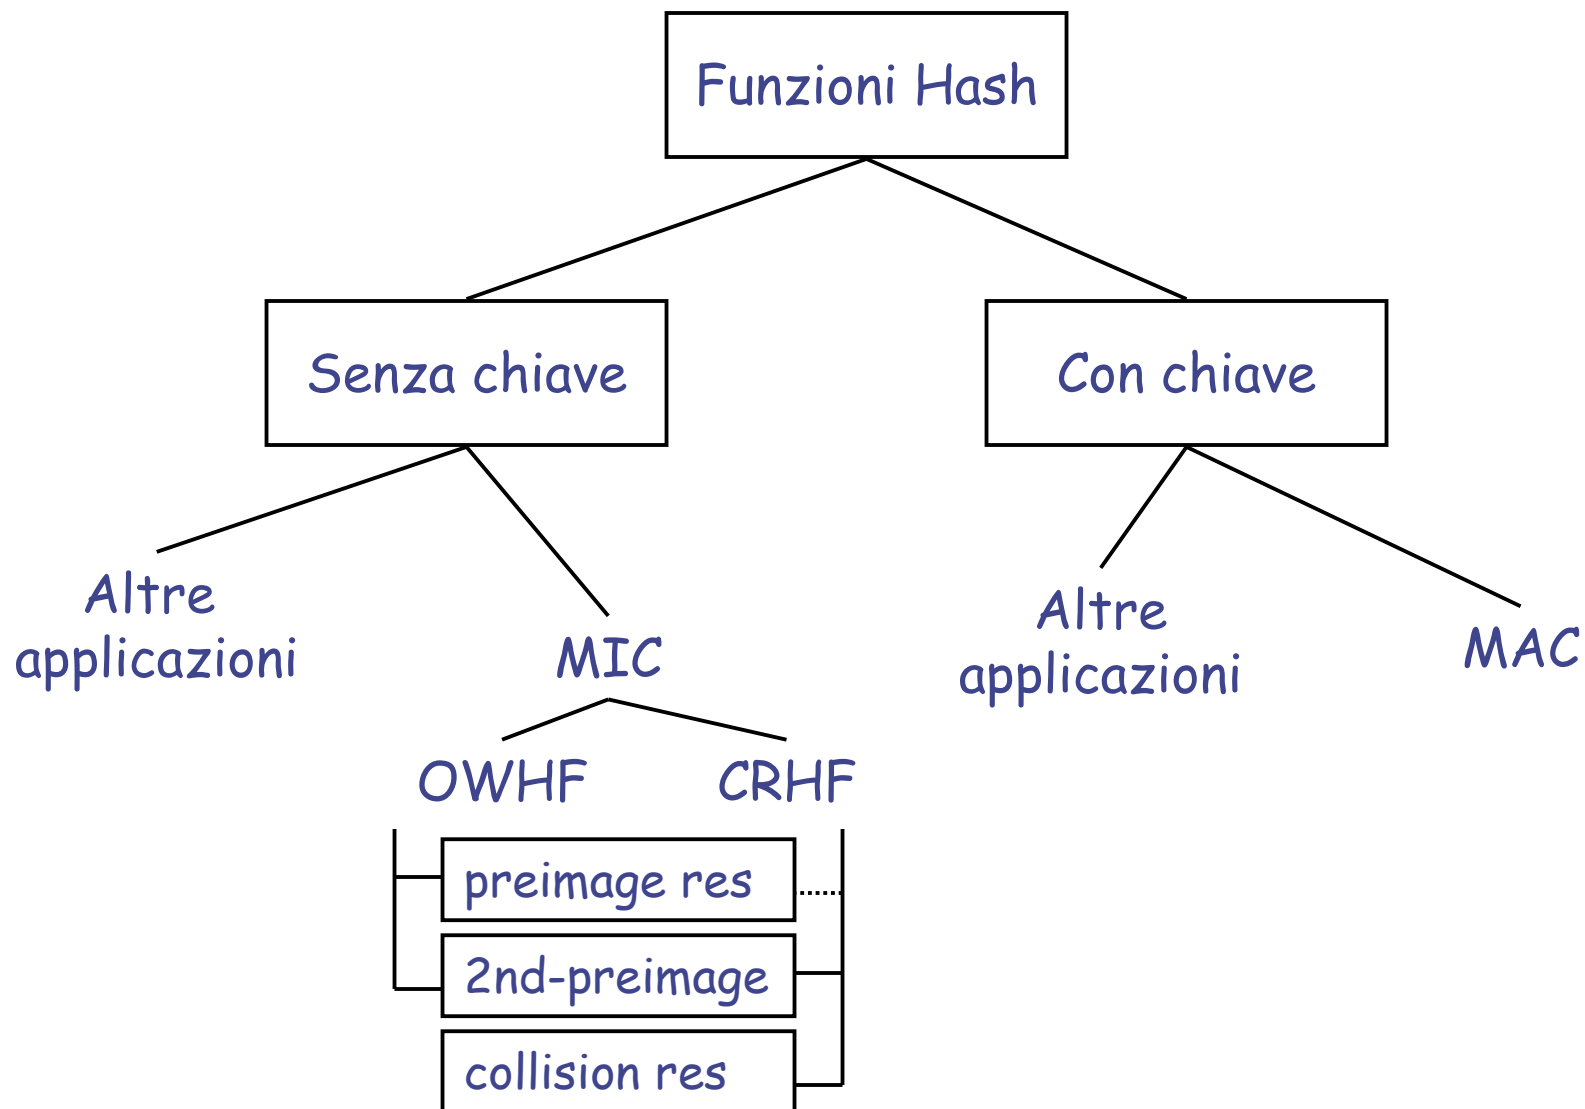 Funzioni Hash
Senza chiave
Con chiave
Altre
applicazioni
MIC
Altre
applicazioni
MAC
OWHF
CRHF
preimage res
2nd-preimage
collision res